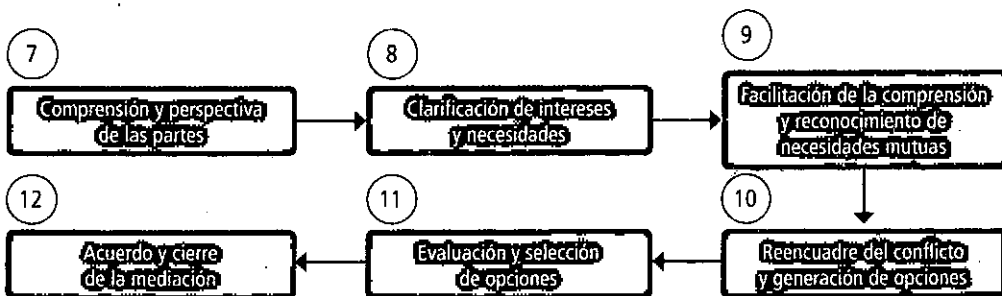 7
Comprensión y perspectiva
de las partes
8
Clarificación de intereses
y necesidades
9
Facilitación de la comprensión
y reconocimiento de
necesidades mutuas
10
Reencuadre del conflicto
y generación de opciones
11
Evaluación y selección
de opciones
12
Acuerdo y cierre
de la mediación